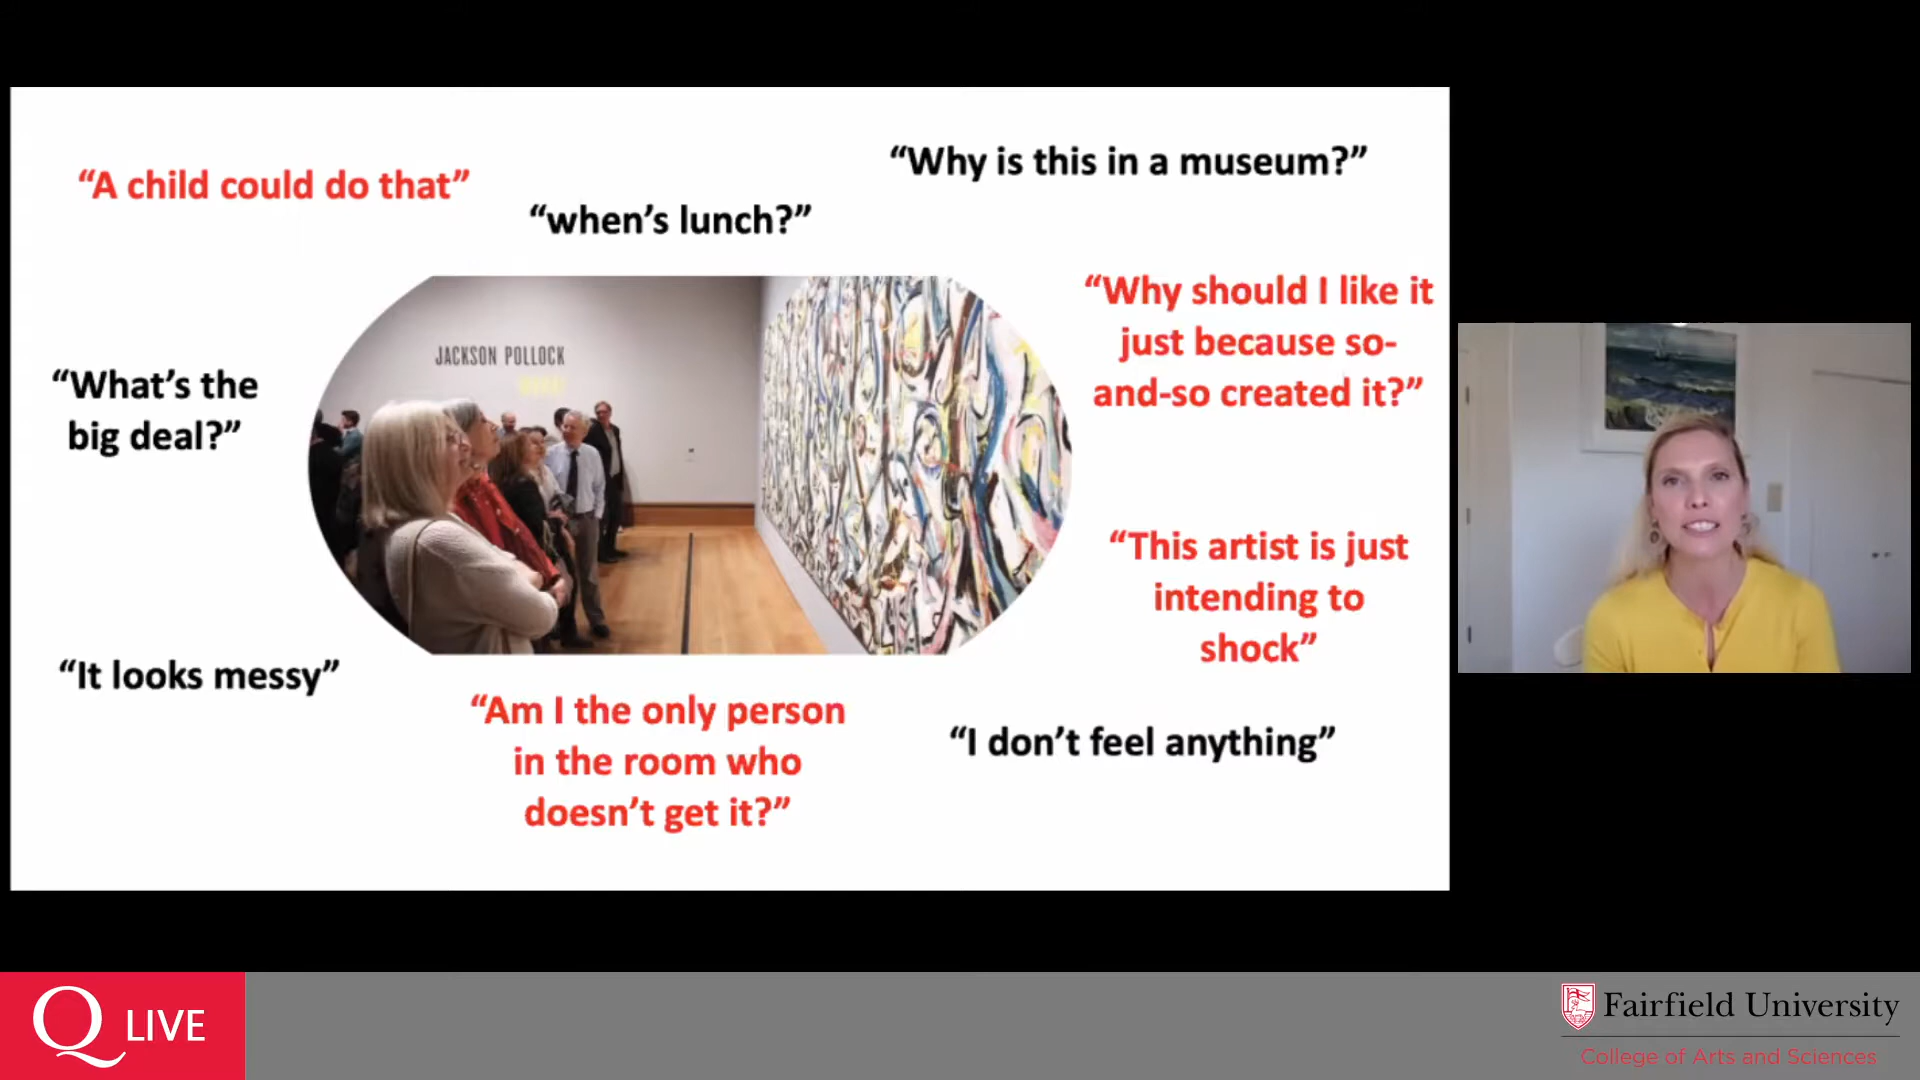 “A child could do that”
“when’s lunch?”
“Why is this in a museum?”
“What’s the
big deal?”
JACKSON POLLOCK
“Why should I like it
just because so-
and-so created it?”
“This artist is just
intending to
shock”
“It looks messy”
“Am I the only person
in the room who
doesn’t get it?”
“I don’t feel anything”
Q LIVE
Fairfield University
College of Arts and Sciences